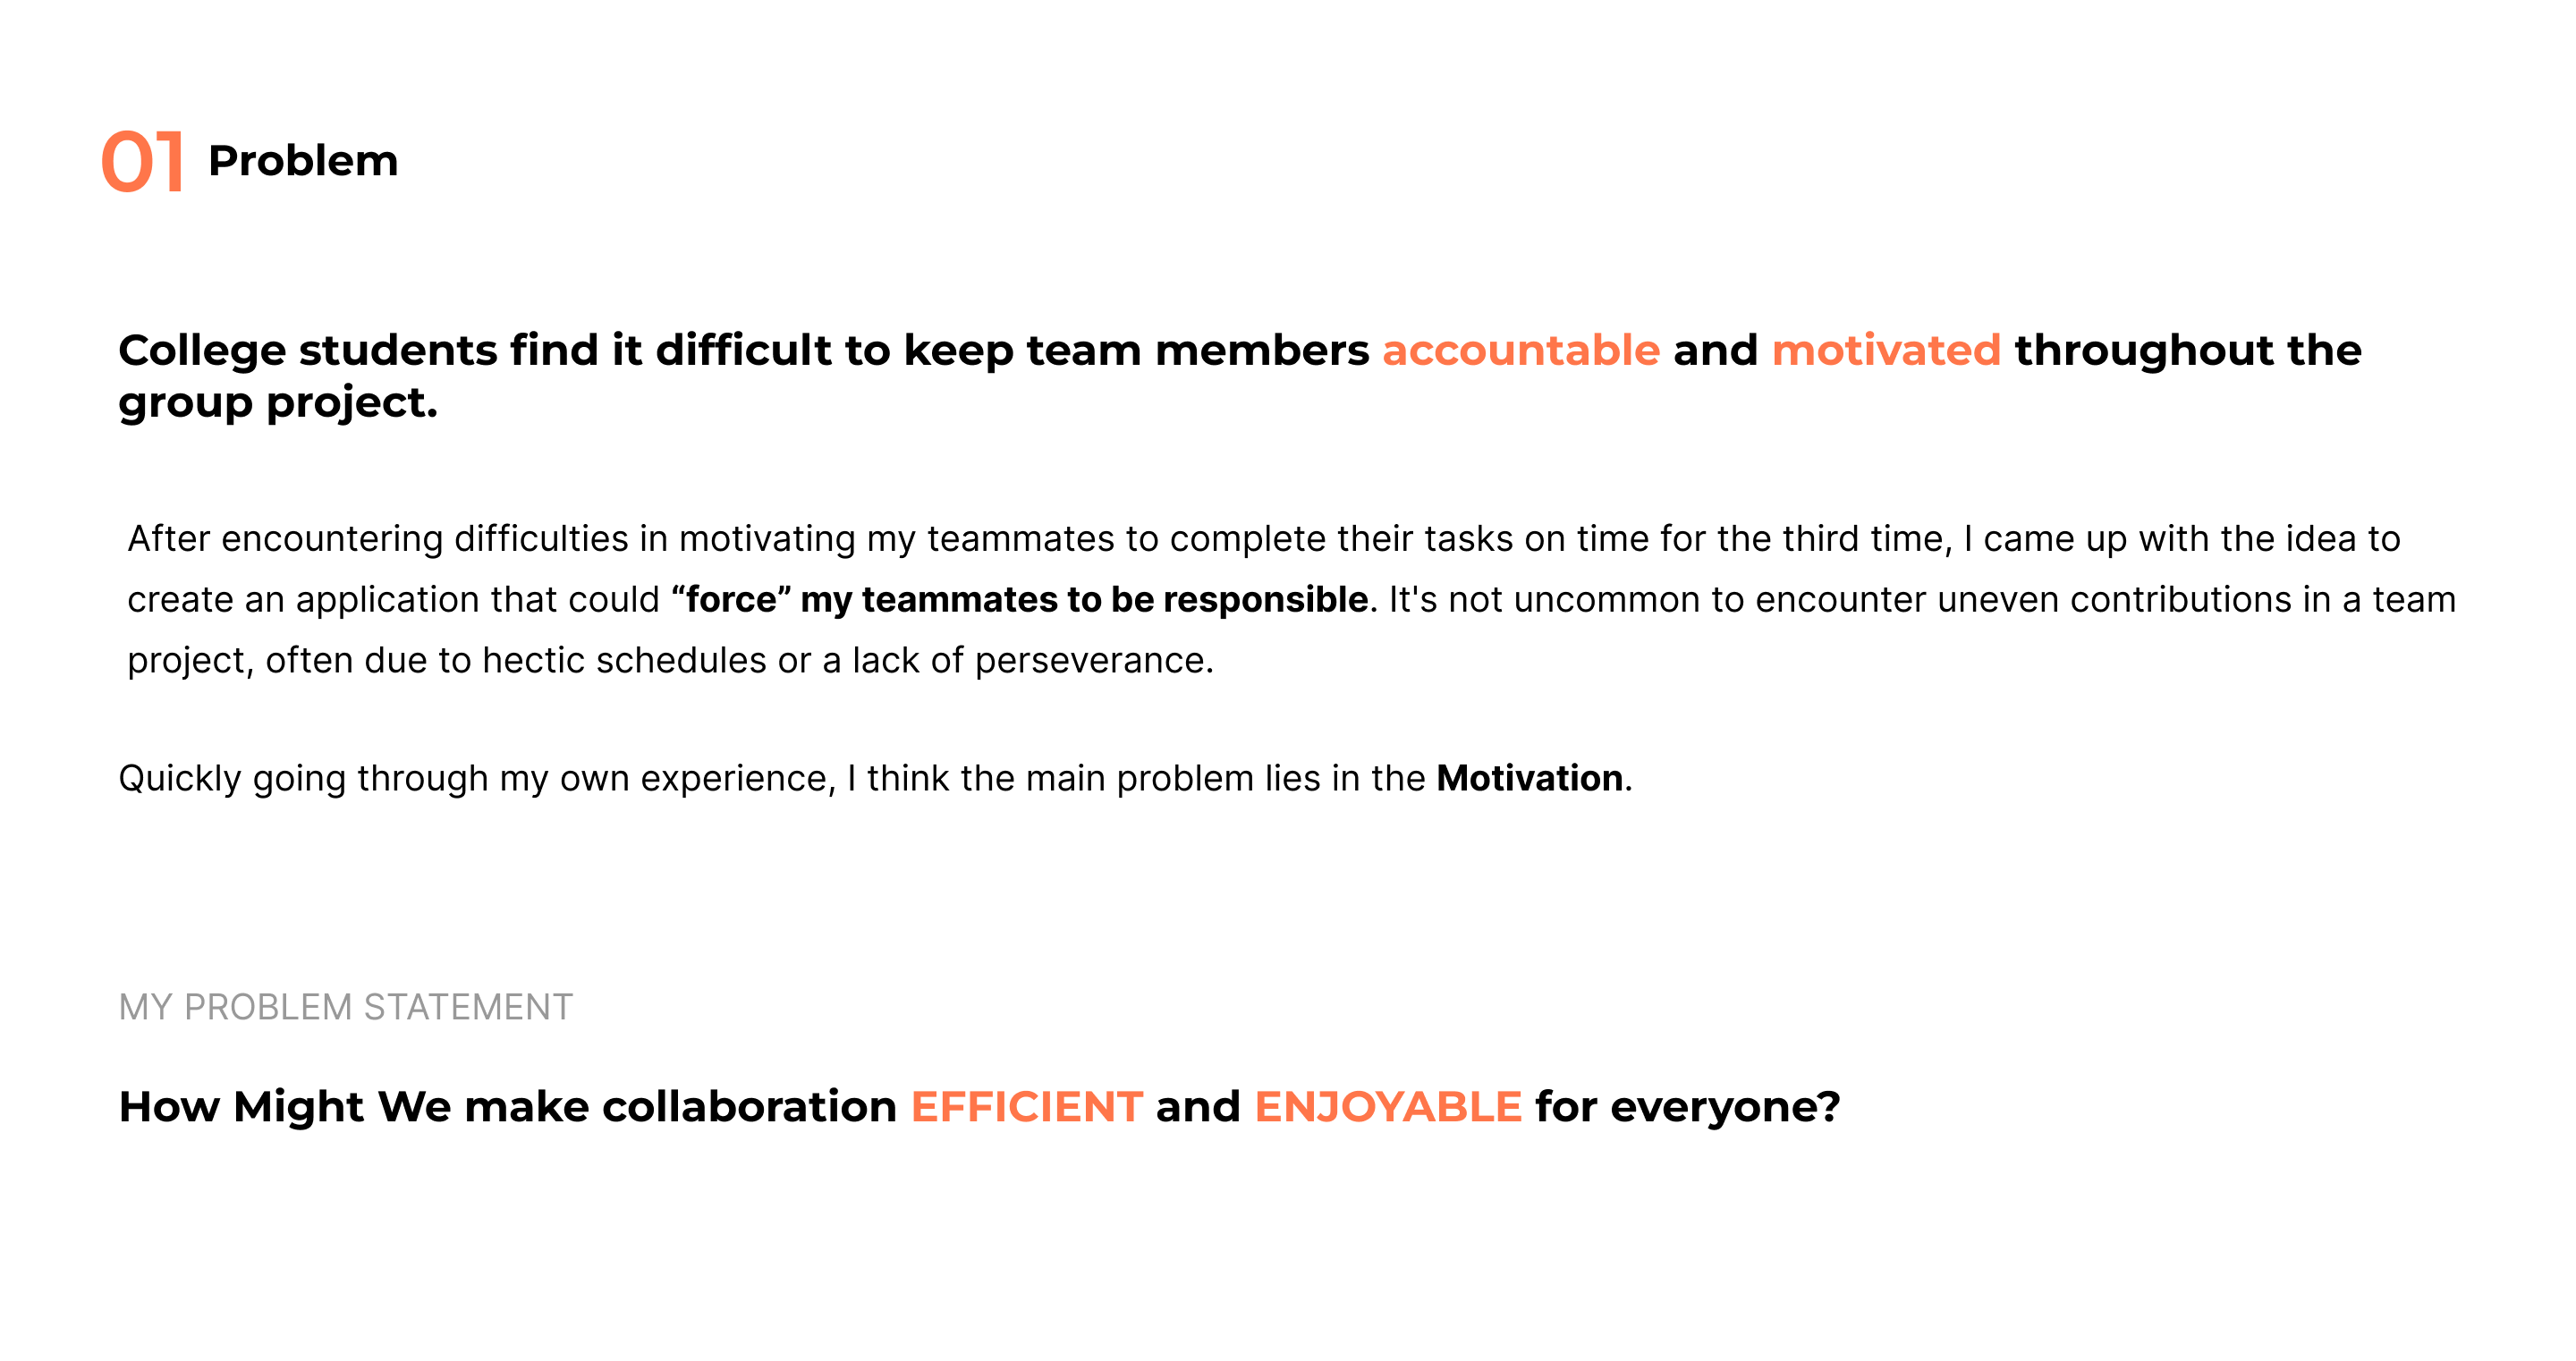 01 Problem
College students find it difficult to keep team members accountable and motivated throughout the
group project.
After encountering difficulties in motivating my teammates to complete their tasks on time for the third time, I came up with the idea to
create an application that could “force” my teammates to be responsible. It's not uncommon to encounter uneven contributions in a team
project, often due to hectic schedules or a lack of perseverance.
Quickly going through my own experience, I think the main problem lies in the Motivation.
MY PROBLEM STATEMENT
How Might We make collaboration EFFICIENT and ENJOYABLE for everyone?